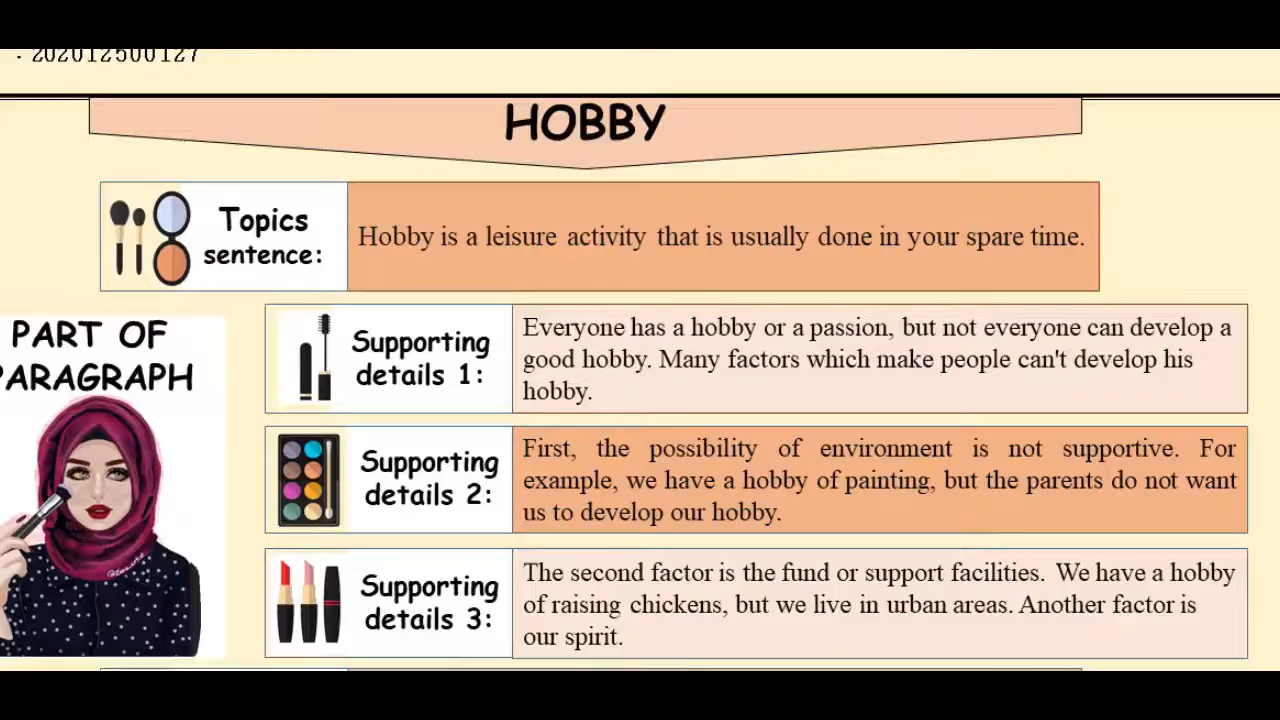 . 202012500127
HOBBY
Topics
sentence:
Hobby is a leisure activity that is usually done in your spare time.
PART OF
PARAGRAPH
Supporting
details 1:
Everyone has a hobby or a passion, but not everyone can develop a
good hobby. Many factors which make people can't develop his
hobby.
Supporting
details 2:
First, the possibility of environment is not supportive. For
example, we have a hobby of painting, but the parents do not want
us to develop our hobby.
Supporting
details 3:
The second factor is the fund or support facilities. We have a hobby
of raising chickens, but we live in urban areas. Another factor is
our spirit.